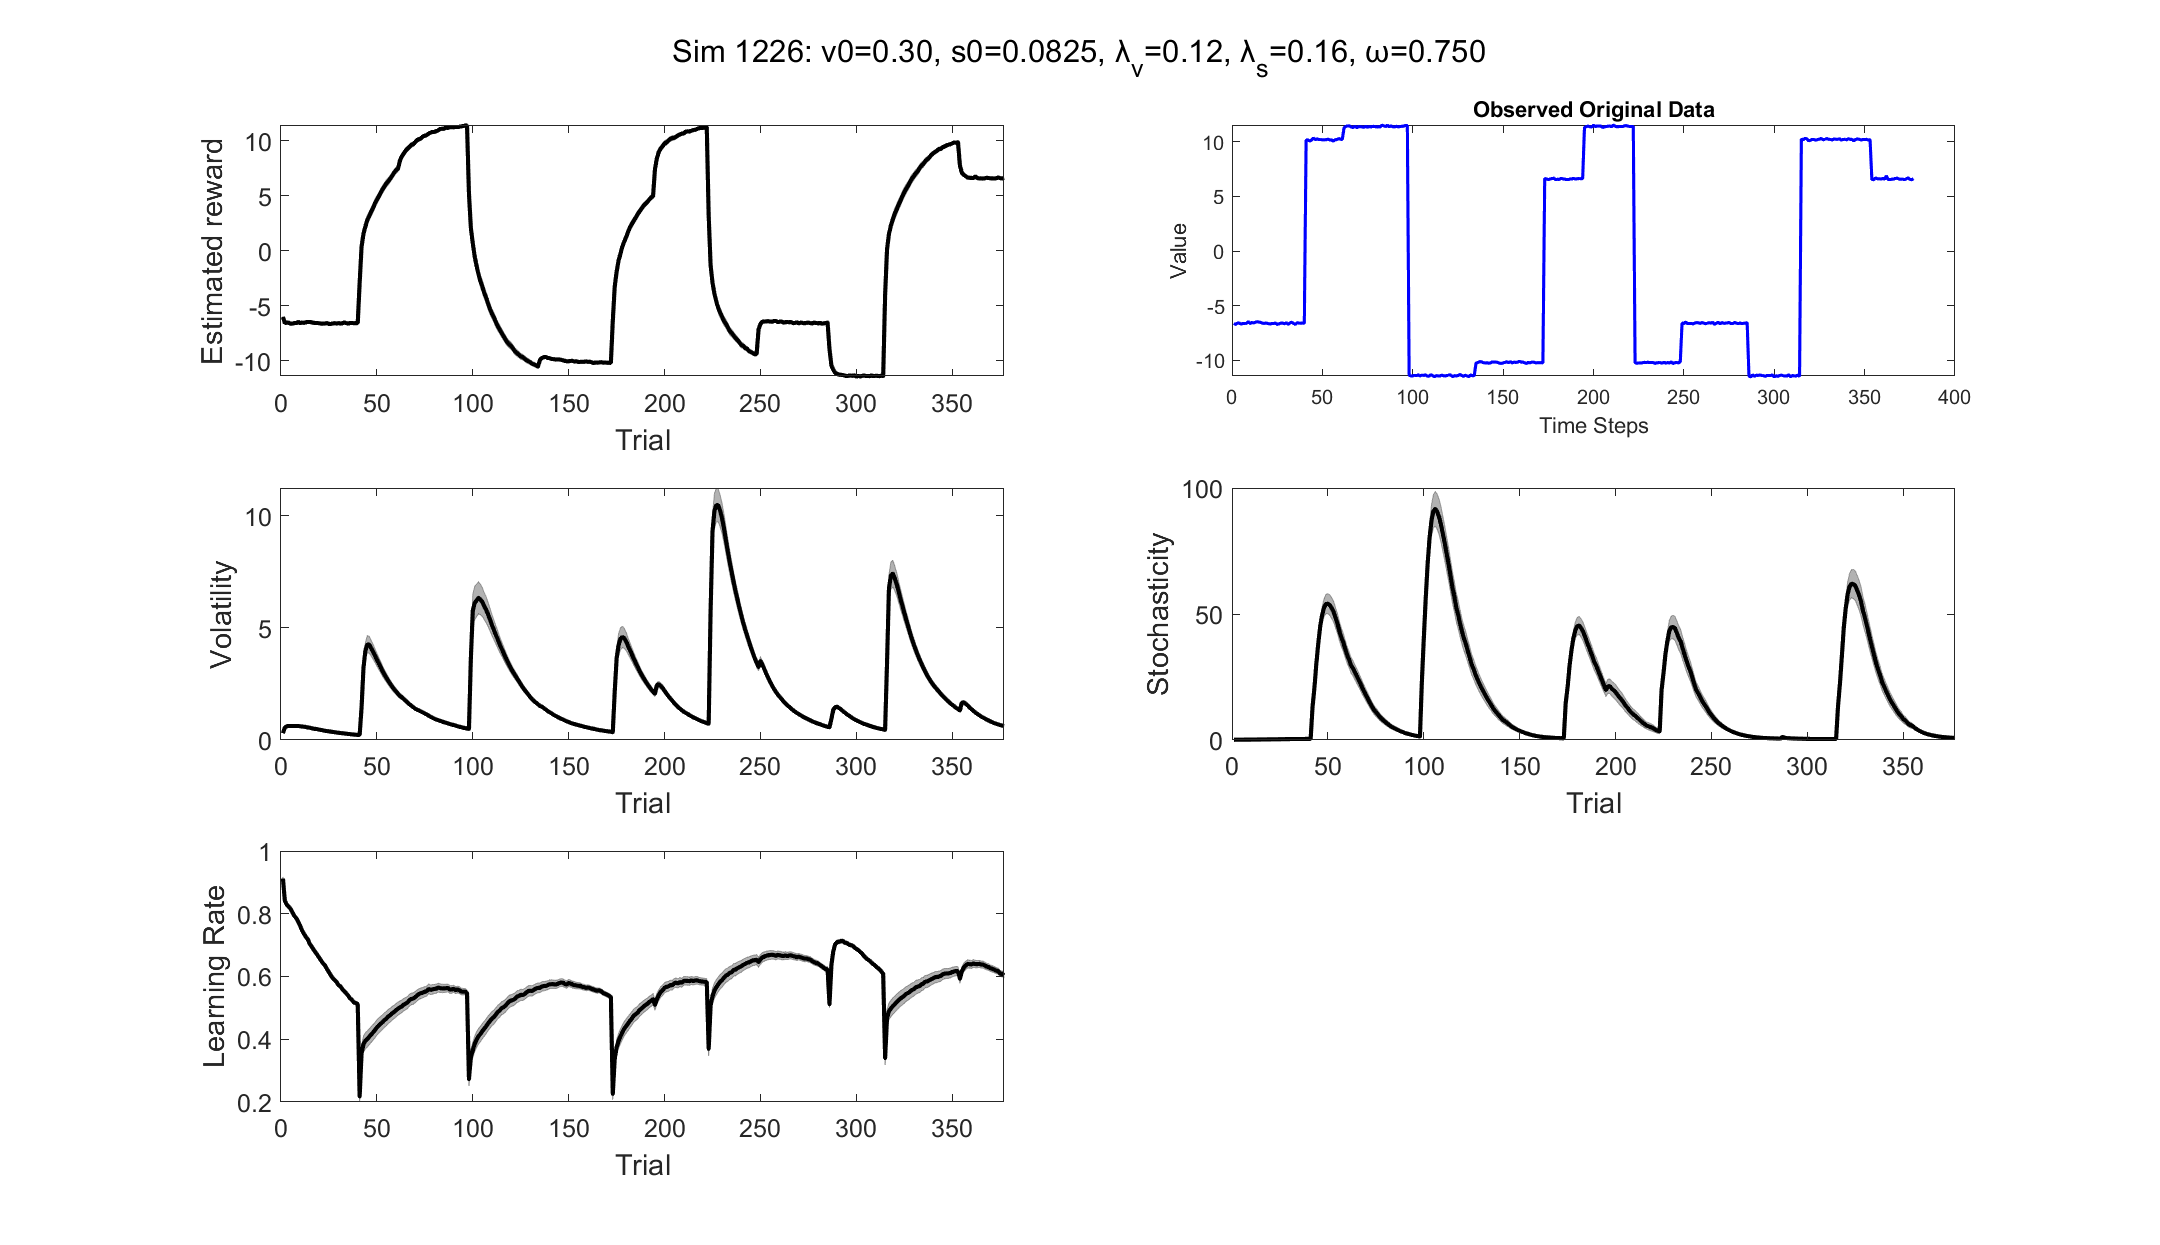 Sim 1226: v0=0.30, s0=0.0825, λ_v=0.12, λ_s=0.16, ω=0.750
Estimated reward
10
5
0
-5
-10
0 50 100 150 200 250 300 350
Trial
Observed Original Data
Value
10
5
0
-5
-10
0 50 100 150 200 250 300 350 400
Time Steps
Volatility
10
5
0
0 50 100 150 200 250 300 350
Trial
Stochasticity
100
50
0
0 50 100 150 200 250 300 350
Trial
Learning Rate
1
0.8
0.6
0.4
0.2
0 50 100 150 200 250 300 350
Trial